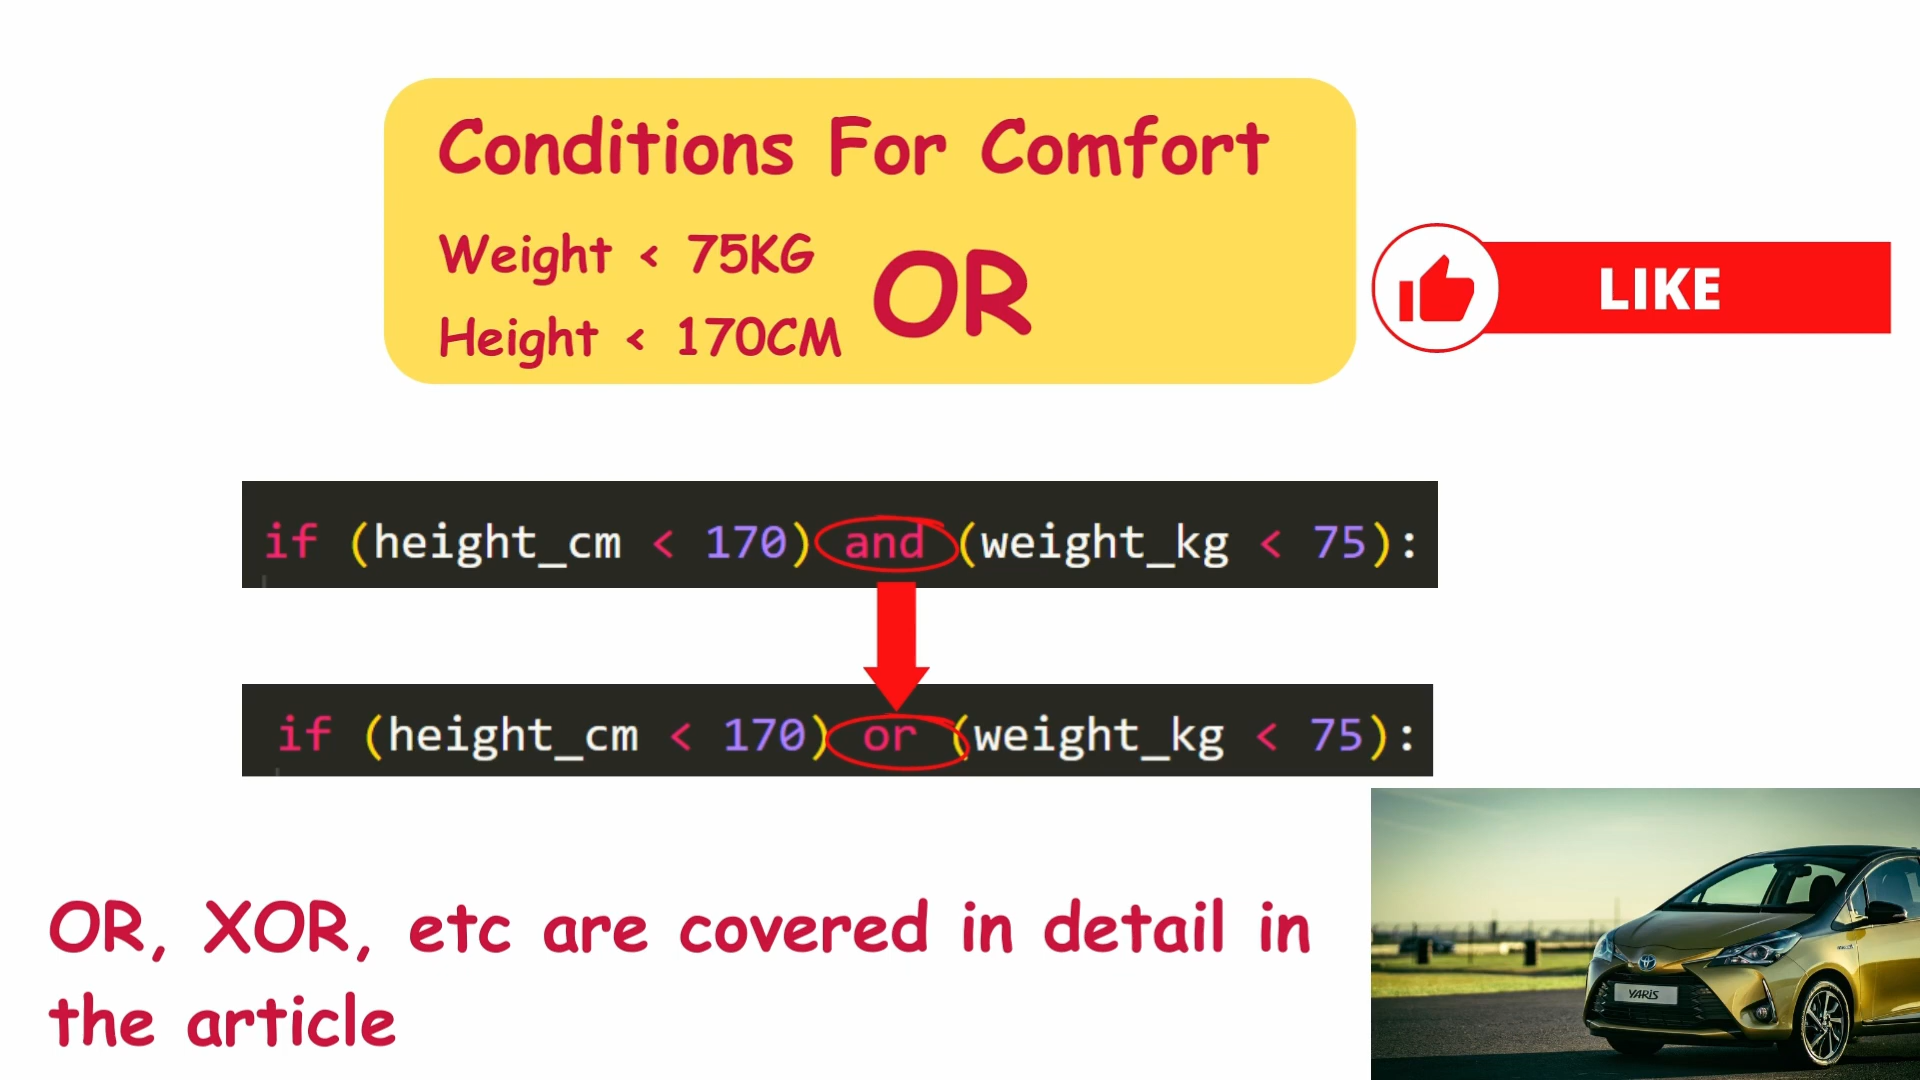 Conditions For Comfort
Weight < 75KG
Height < 170CM
OR
LIKE
if (height_cm < 170) and (weight_kg < 75):
if (height_cm < 170) or (weight_kg < 75):
OR, XOR, etc are covered in detail in
the article
YARiS